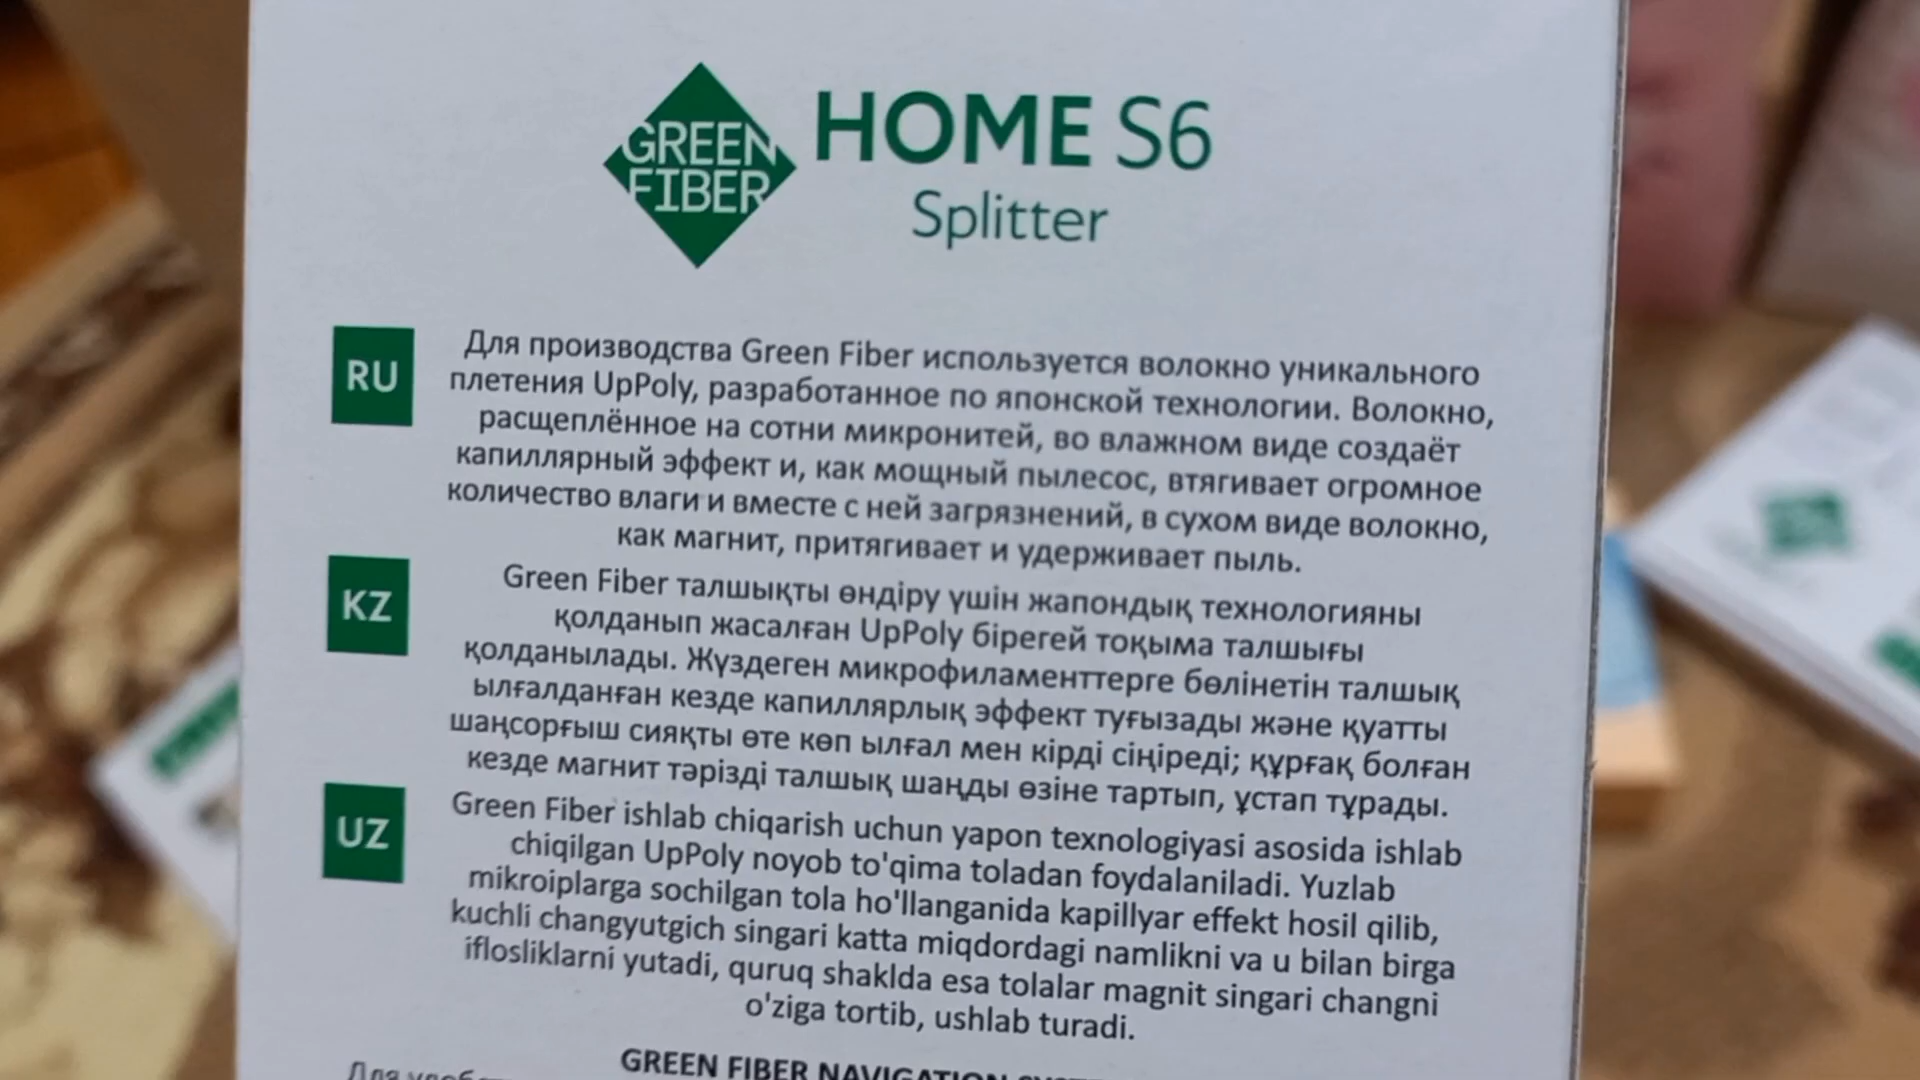 GREEN
FIBER
HOME S6
Splitter
RU
Для производства Green Fiber используется волокно уникального
плетения UpPoly, разработанное по японской технологии. Волокно,
расщеплённое на сотни микронитей, во влажном виде создаёт
капиллярный эффект и, как мощный пылесос, втягивает огромное
количество влаги и вместе с ней загрязнений, в сухом виде волокно,
как магнит, притягивает и удерживает пыль.
KZ
Green Fiber талшықты өндіру үшін жапондық технологияны
қолданып жасалған UpPoly бірегей тоқыма талшығы
қолданылады. Жүздеген микрофиламенттерге бөлінетін талшық
ылғалданған кезде капиллярлық эффект туғызады және қуатты
шаңсорғыш сияқты өте көп ылғал мен кірді сіңіреді; құрғақ болған
кезде магнит тәрізді талшық шаңды өзіне тартып, ұстап тұрады.
UZ
Green Fiber ishlab chiqarish uchun yapon texnologiyasi asosida ishlab
chiqilgan UpPoly noyob to'qima toladan foydalaniladi. Yuzlab
mikroiplarga sochilgan tola ho'llanganida kapillyar effekt hosil qilib,
kuchli changyutgich singari katta miqdordagi namlikni va u bilan birga
iflosliklarni yutadi, quruq shaklda esa tolalar magnit singari changni
o'ziga tortib, ushlab turadi.
GREEN FIBER NAVIGATION
Для